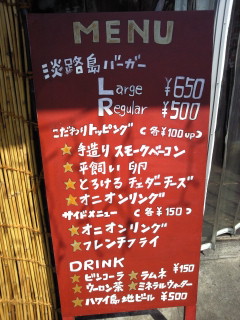 MENU
淡路島バーガー
Large ¥650
Regular ¥500
こだわりトッピング (各¥100up)
★手造りスモークベーコン
★平飼い卵
★とろけるチェダーチーズ
★オニオンリング
サイドメニュー (各¥150)
★オニオンリング
★フレンチフライ
DRINK
★ビンコーラ ★ラムネ ¥150
★ウーロン茶 ★ミネラルウォーター
★ハワイ島地ビール ¥500